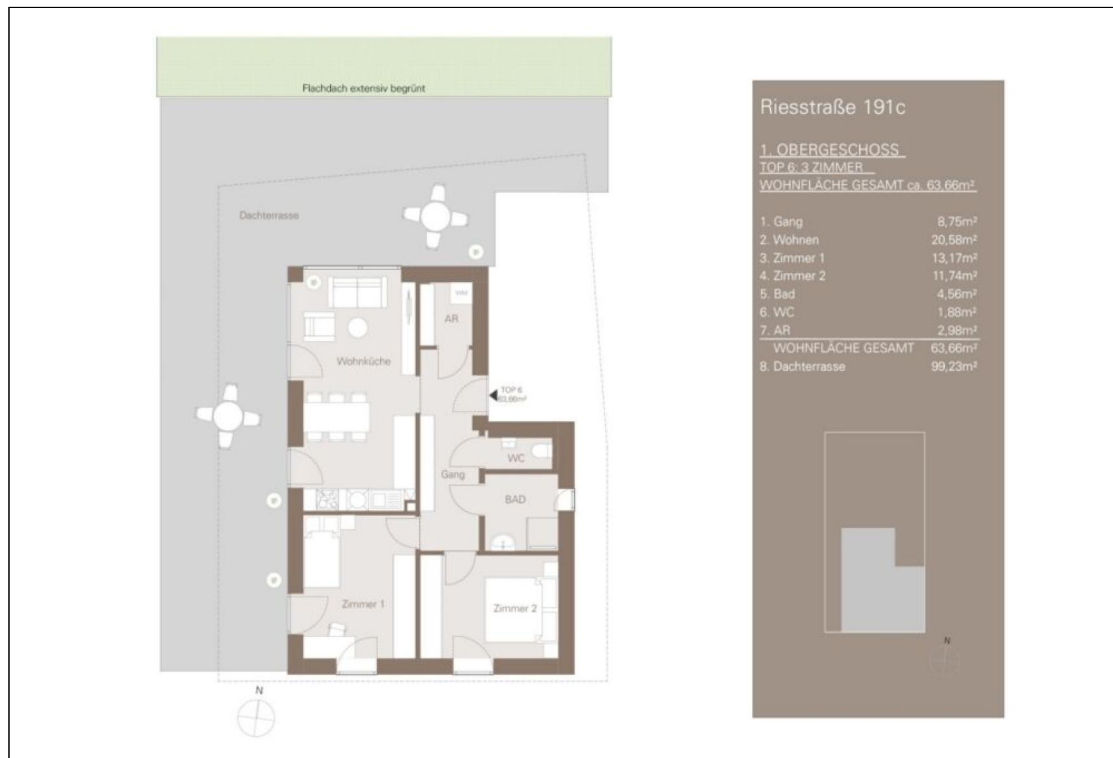 Flachdach extensiv begrünt
Dachterrasse
WM
AR
Wohnküche
TOP 6
63,66m²
WC
Gang
BAD
Zimmer 1
Zimmer 2
N
Riesstraße 191c
1. OBERGESCHOSS
TOP 6: 3 ZIMMER
WOHNFLÄCHE GESAMT ca. 63,66m²
1. Gang 8,75m²
2. Wohnen 20,58m²
3. Zimmer 1 13,17m²
4. Zimmer 2 11,74m²
5. Bad 4,56m²
6. WC 1,88m²
7. AR 2,98m²
WOHNFLÄCHE GESAMT 63,66m²
8. Dachterrasse 99,23m²
N